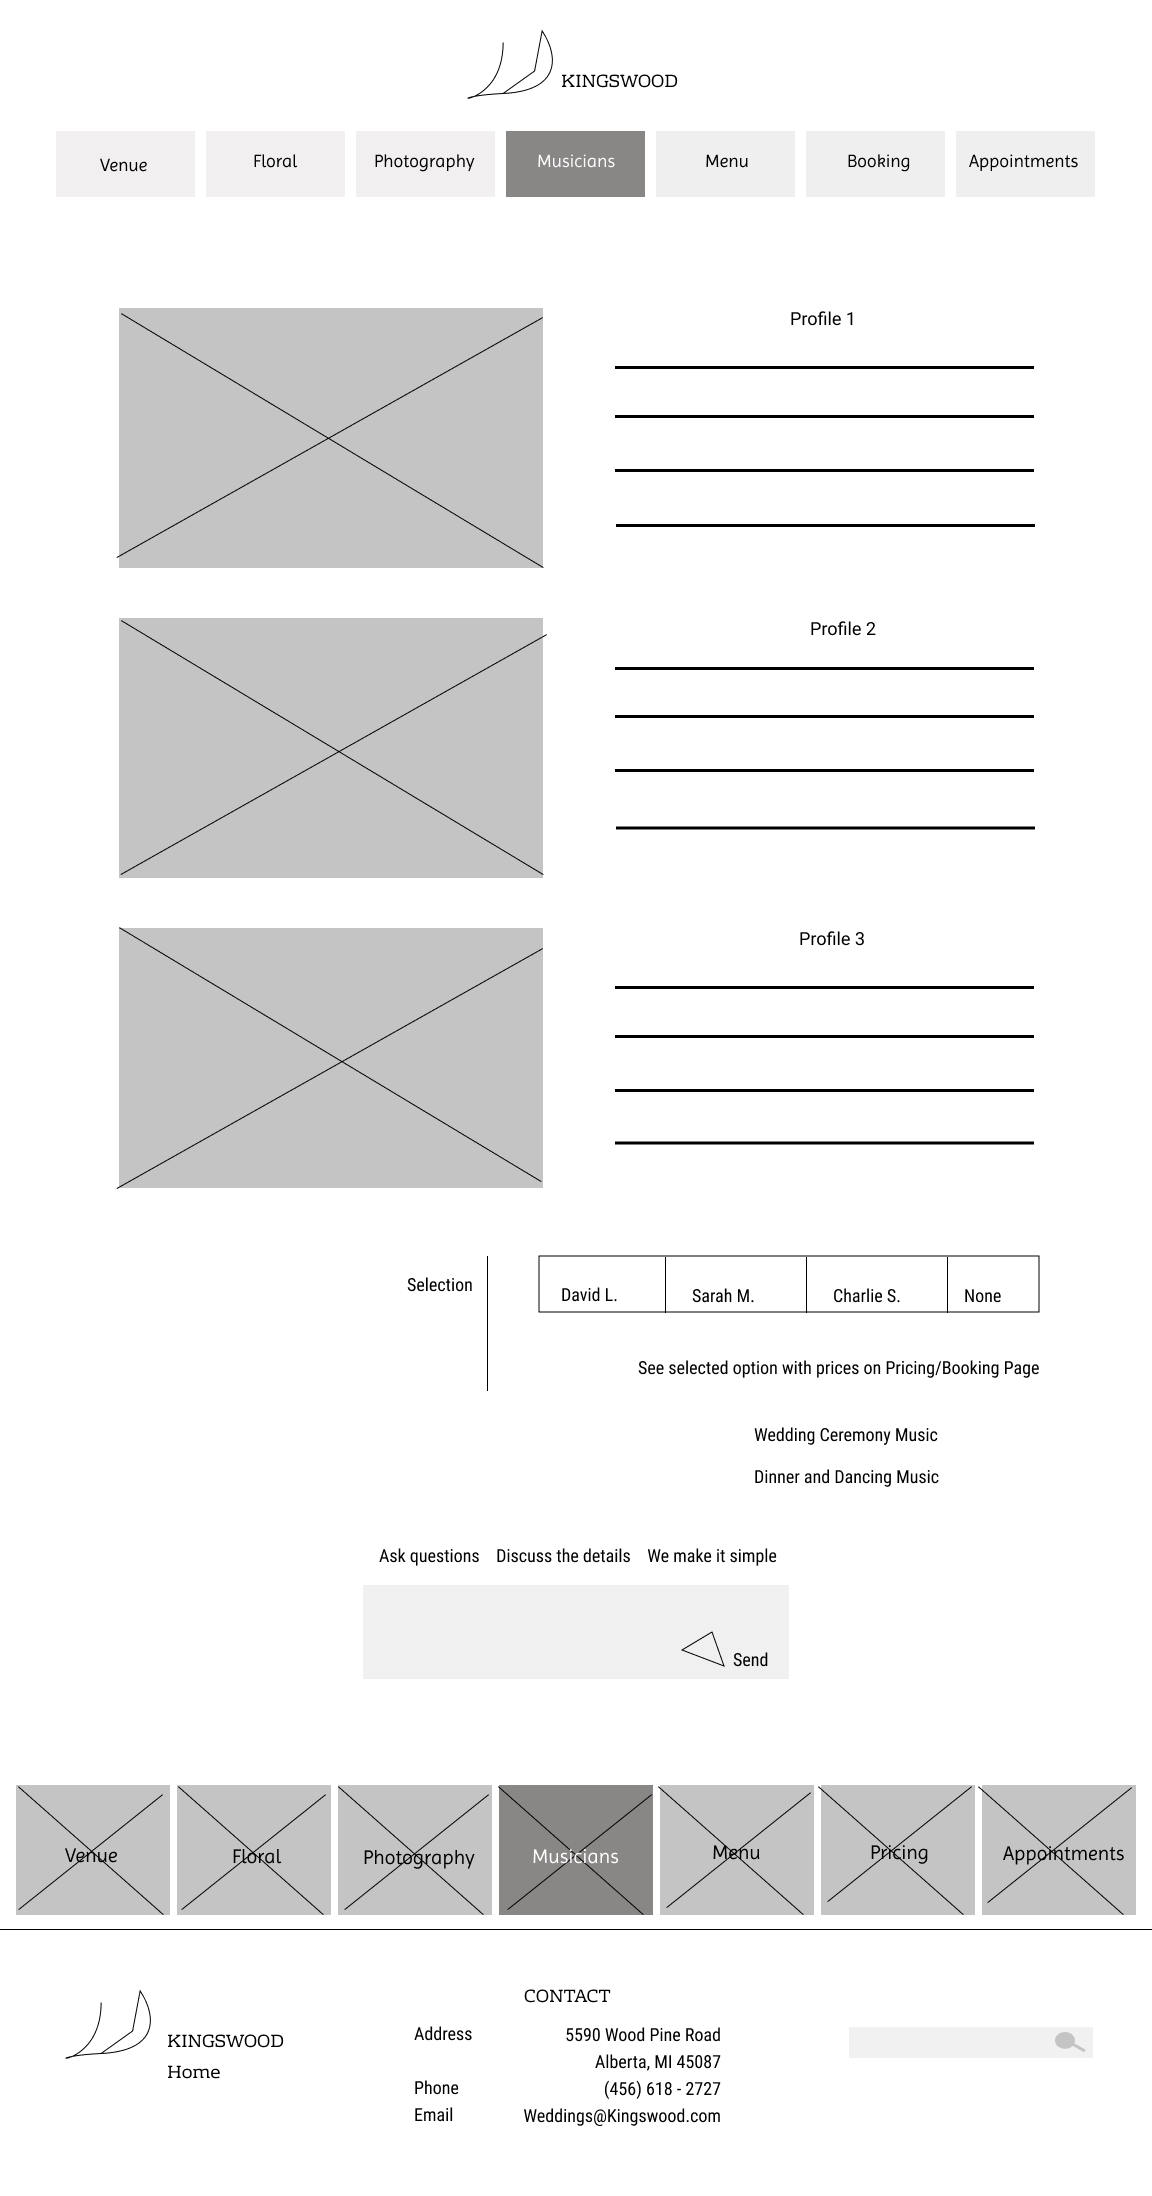 KINGSWOOD
Venue Floral Photography Musicians Menu Booking Appointments
Profile 1
Profile 2
Profile 3
Selection David L. Sarah M. Charlie S. None
See selected option with prices on Pricing/Booking Page
Wedding Ceremony Music
Dinner and Dancing Music
Ask questions Discuss the details We make it simple
Send
Venue Floral Photography Musicians Menu Pricing Appointments
KINGSWOOD
Home
CONTACT
Address 5590 Wood Pine Road
Alberta, MI 45087
Phone (456) 618 - 2727
Email Weddings@Kingswood.com